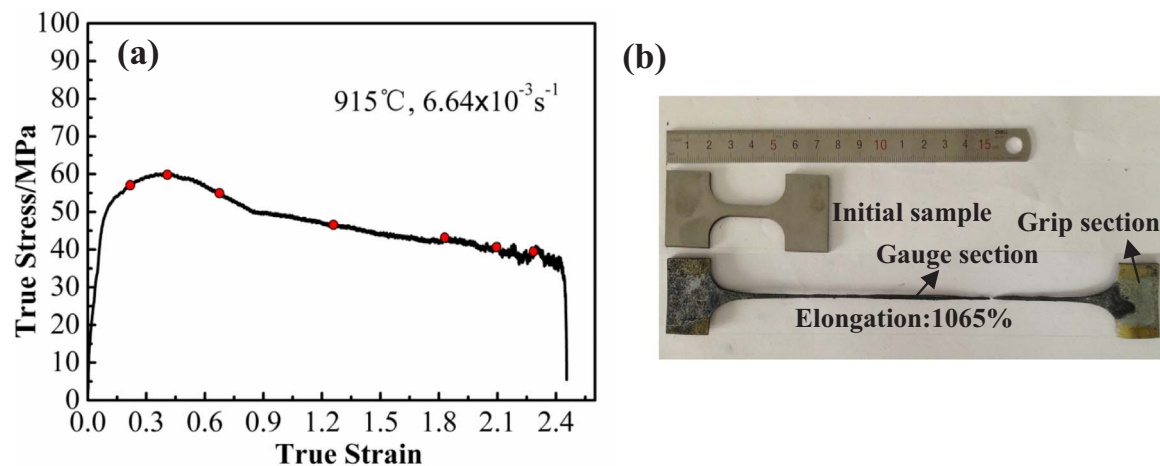 (a)
915℃, 6.64x10⁻³s⁻¹
True Stress/MPa
100
90
80
70
60
50
40
30
20
10
0
0.0 0.3 0.6 0.9 1.2 1.5 1.8 2.1 2.4
True Strain
(b)
1 2 3 4 5 6 7 8 9 10 1 2 3 4 15
Initial sample
Grip section
Gauge section
Elongation:1065%